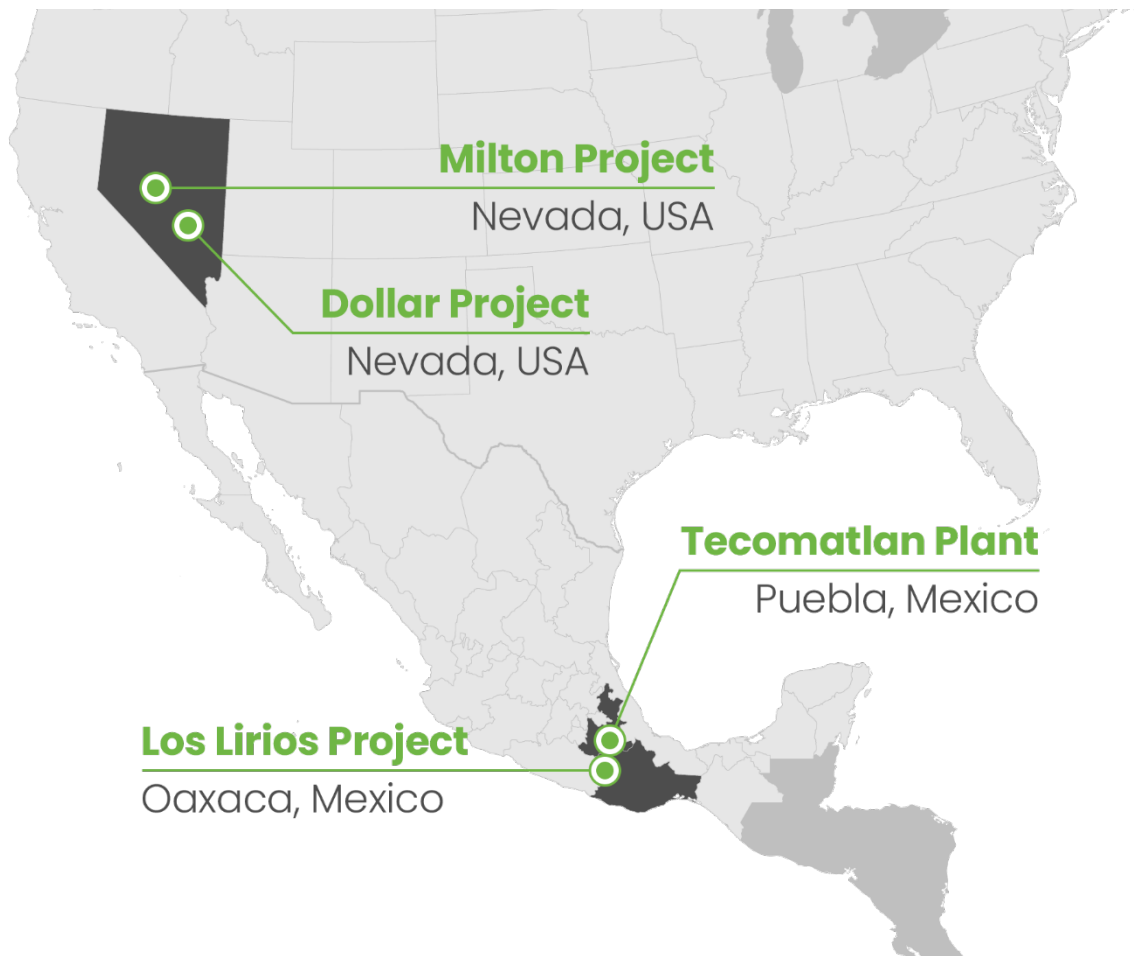 Milton Project
Nevada, USA
Dollar Project
Nevada, USA
Tecomatlan Plant
Puebla, Mexico
Los Lirios Project
Oaxaca, Mexico